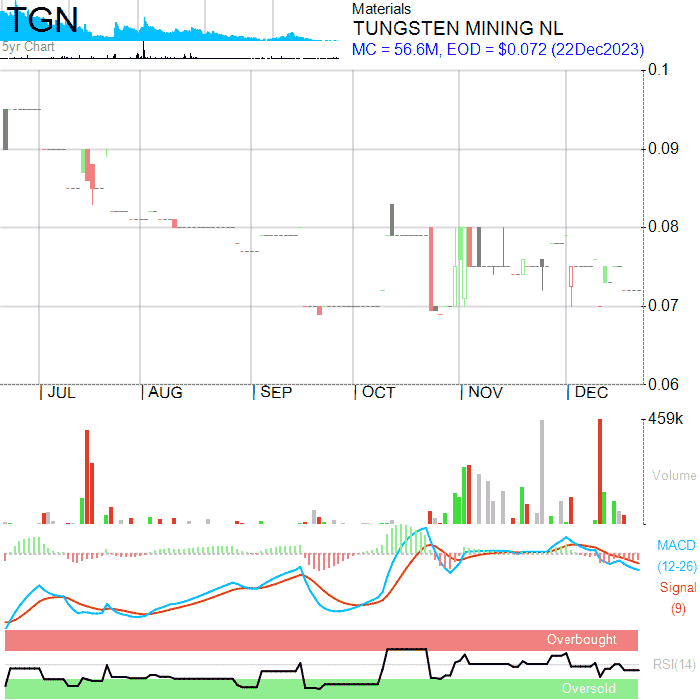 TGN
5yr Chart
Materials
TUNGSTEN MINING NL
MC = 56.6M, EOD = $0.072 (22Dec2023)
0.1
0.09
0.08
0.07
0.06
JUL AUG SEP OCT NOV DEC
459k
Volume
MACD
(12-26)
Signal
(9)
Overbought
RSI(14)
Oversold